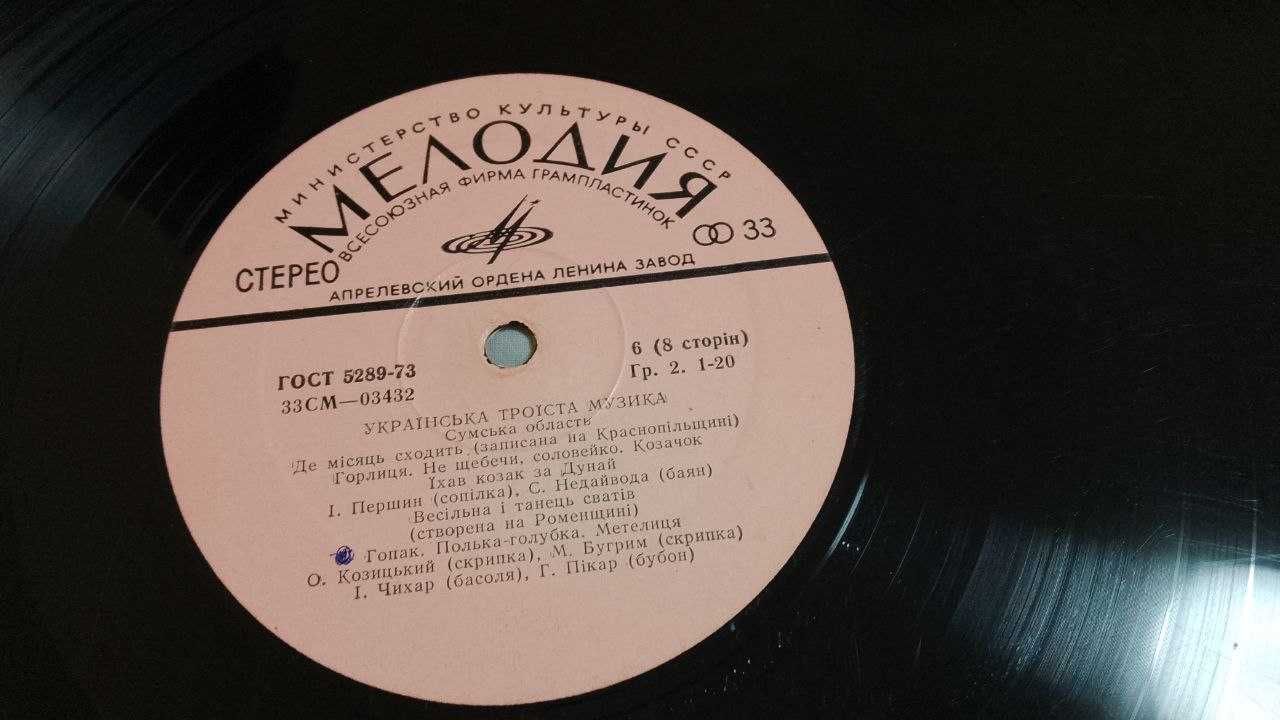 МИНИСТЕРСТВО КУЛЬТУРЫ СССР
МЕЛОДИЯ
ВСЕСОЮЗНАЯ ФИРМА ГРАМПЛАСТИНОК
СТЕРЕО
33
АПРЕЛЕВСКИЙ ОРДЕНА ЛЕНИНА ЗАВОД
ГОСТ 5289-73
33СМ—03432
6 (8 сторін)
Гр. 2. 1-20
УКРАЇНСЬКА ТРОЇСТА МУЗИКА
Сумська область
Де місяць сходить (записана на Краснопільщині)
Горлиця. Не щебечи, соловейко. Козачок
Їхав козак за Дунай
І. Першин (сопілка), С. Недайвода (баян)
Весільна і танець сватів
(створена на Роменщині)
Гопак. Полька-голубка. Метелиця
О. Козицький (скрипка), М. Бугрим (скрипка)
І. Чихар (басоля), Г. Пікар (бубон)